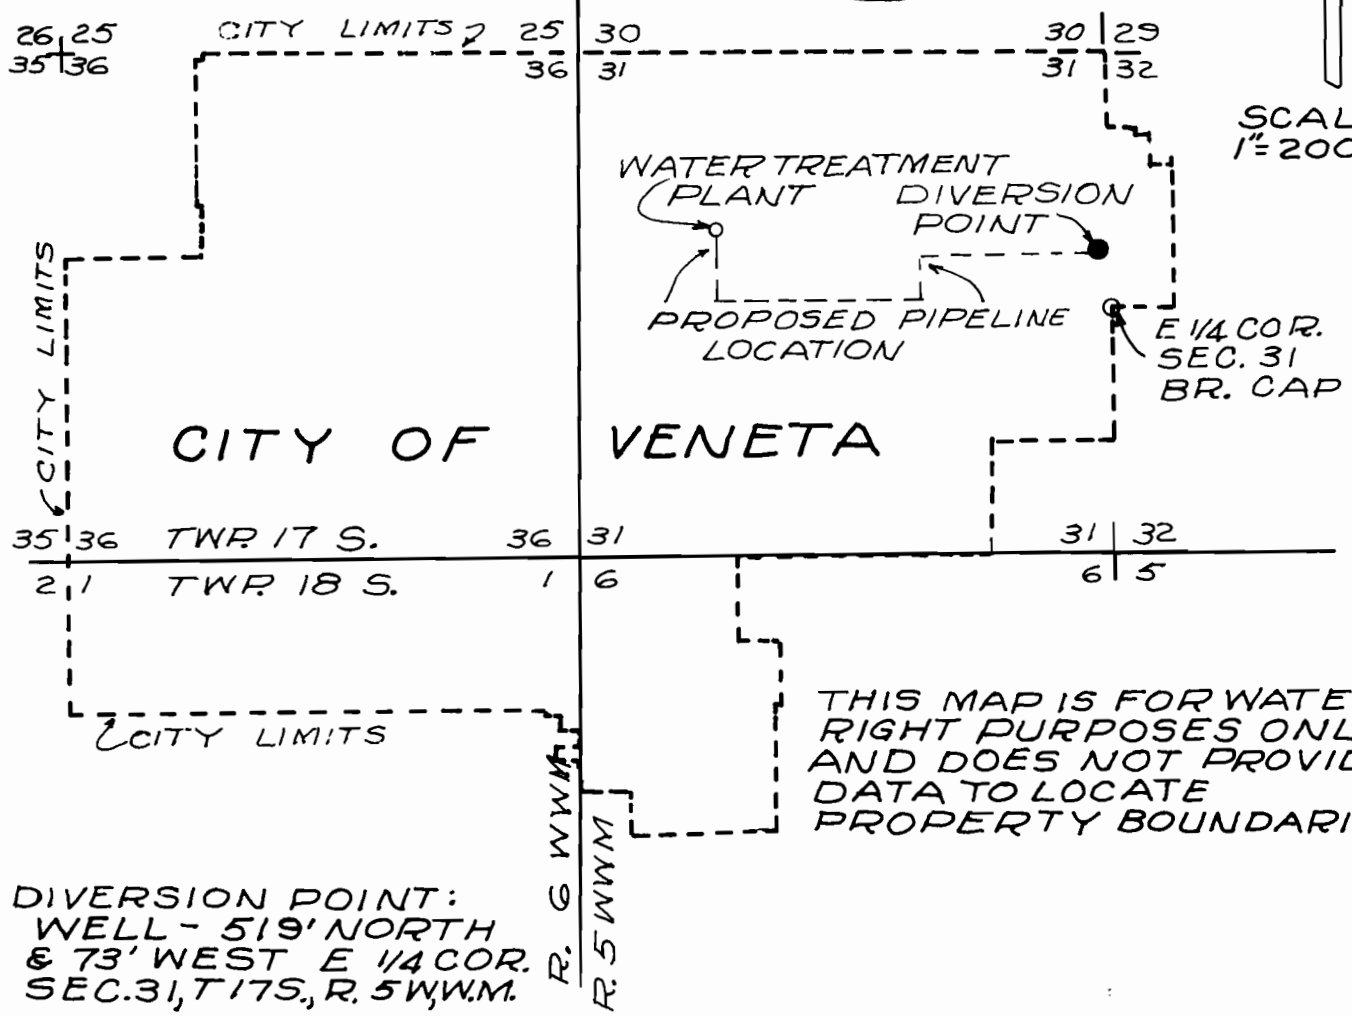 CITY LIMITS
26 25
35 36
25 30
36 31
30 29
31 32
SCAL
1"=200
WATER TREATMENT
PLANT
DIVERSION
POINT
PROPOSED PIPELINE
LOCATION
E 1/4 COR.
SEC. 31
BR. CAP
CITY LIMITS
CITY OF VENETA
35 36 TWP. 17 S. 36 31
31 32
2 1 TWP. 18 S. 1 6
6 5
CITY LIMITS
THIS MAP IS FOR WATE
RIGHT PURPOSES ONL
AND DOES NOT PROVID
DATA TO LOCATE
PROPERTY BOUNDARI
R. 6 WWM
R. 5 WWM
DIVERSION POINT:
WELL - 519' NORTH
& 73' WEST E 1/4 COR.
SEC. 31, T 17S., R. 5 W, W.M.